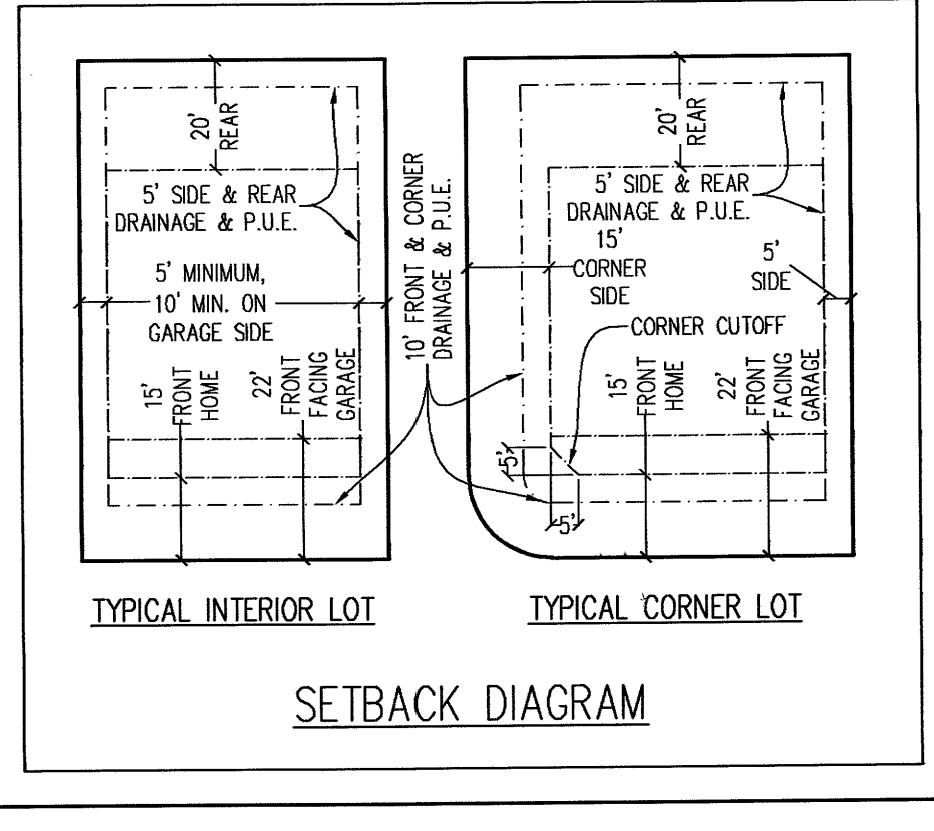 20'
REAR
5' SIDE & REAR
DRAINAGE & P.U.E.
5' MINIMUM,
10' MIN. ON
GARAGE SIDE
15'
FRONT
HOME
22'
FRONT
FACING
GARAGE
10' FRONT & CORNER
DRAINAGE & P.U.E.
20'
REAR
5' SIDE & REAR
DRAINAGE & P.U.E.
15'
CORNER
SIDE
5'
SIDE
CORNER CUTOFF
15'
FRONT
HOME
22'
FRONT
FACING
GARAGE
5'
5'
TYPICAL INTERIOR LOT
TYPICAL CORNER LOT
SETBACK DIAGRAM